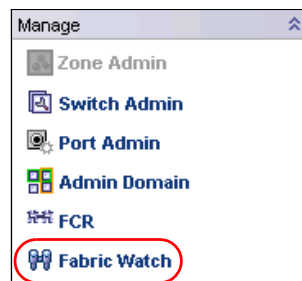 Manage
Zone Admin
Switch Admin
Port Admin
Admin Domain
FCR
Fabric Watch